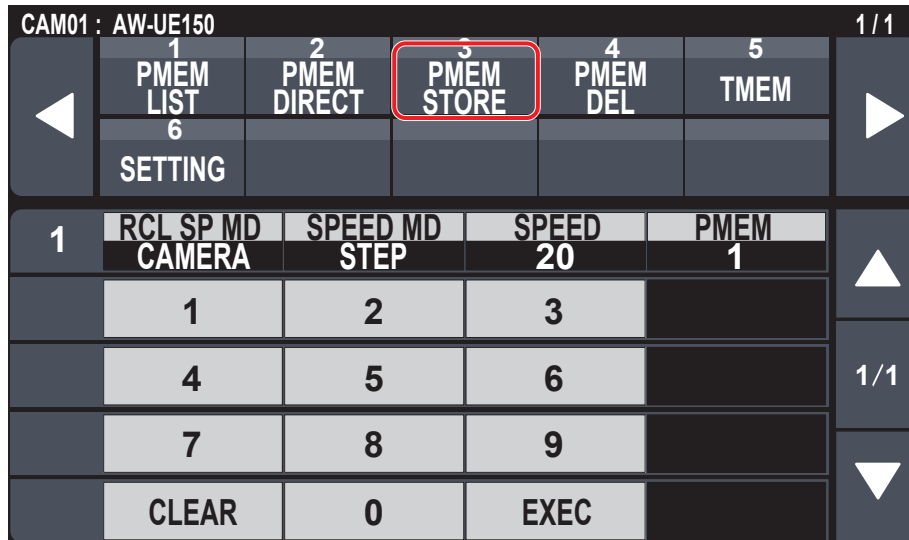 CAM01 : AW-UE150 1 / 1
1 2 3 4 5
PMEM LIST PMEM DIRECT PMEM STORE PMEM DEL TMEM
6
SETTING
1 RCL SP MD SPEED MD SPEED PMEM
CAMERA STEP 20 1
1 2 3
4 5 6 1/1
7 8 9
CLEAR 0 EXEC